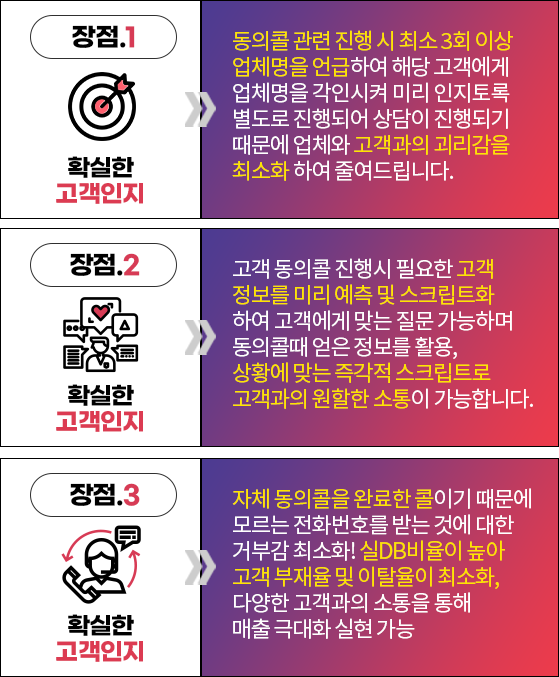 장점.1
확실한
고객인지
동의콜 관련 진행 시 최소 3회 이상
업체명을 언급하여 해당 고객에게
업체명을 각인시켜 미리 인지토록
별도로 진행되어 상담이 진행되기
때문에 업체와 고객과의 괴리감을
최소화 하여 줄여드립니다.
장점.2
확실한
고객인지
고객 동의콜 진행시 필요한 고객
정보를 미리 예측 및 스크립트화
하여 고객에게 맞는 질문 가능하며
동의콜때 얻은 정보를 활용,
상황에 맞는 즉각적 스크립트로
고객과의 원할한 소통이 가능합니다.
장점.3
확실한
고객인지
자체 동의콜을 완료한 콜이기 때문에
모르는 전화번호를 받는 것에 대한
거부감 최소화! 실DB비율이 높아
고객 부재율 및 이탈율이 최소화,
다양한 고객과의 소통을 통해
매출 극대화 실현 가능